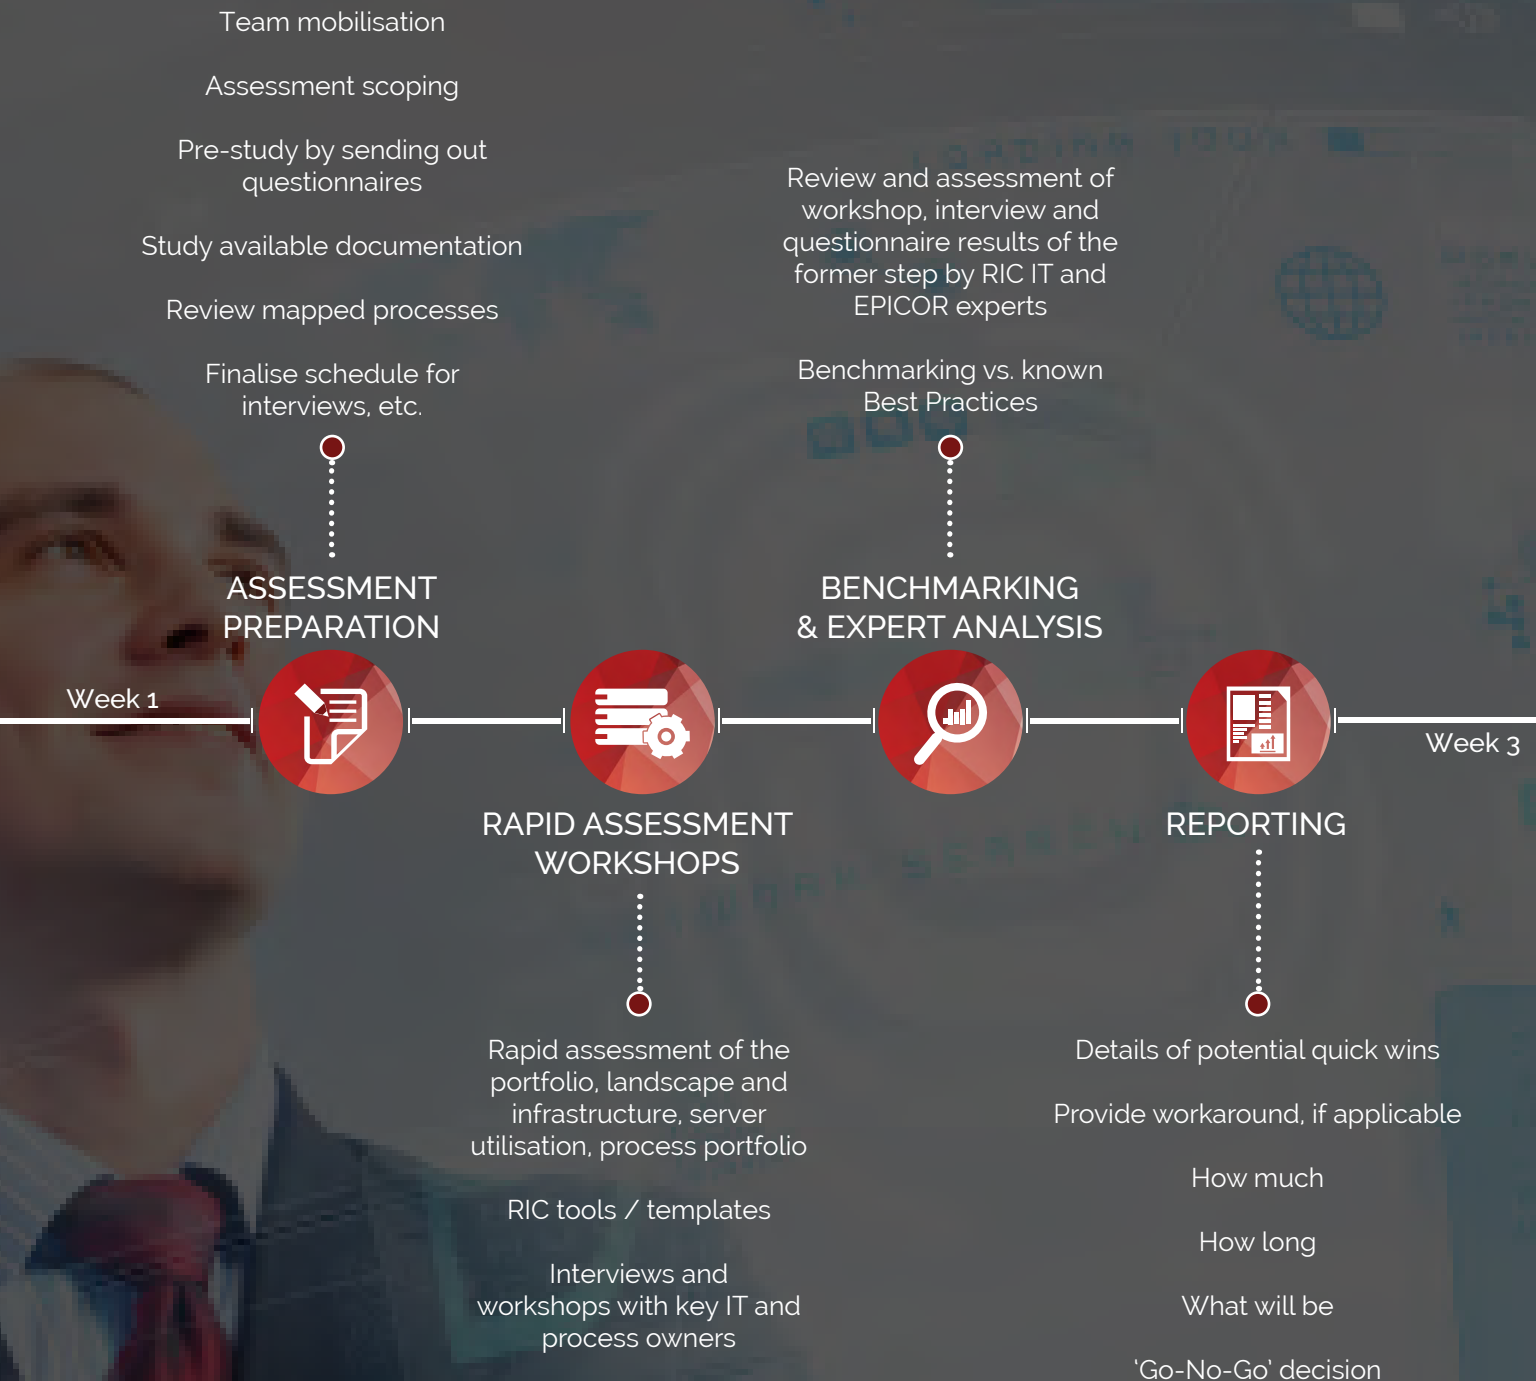 Team mobilisation
Assessment scoping
Pre-study by sending out
questionnaires
Study available documentation
Review mapped processes
Finalise schedule for
interviews, etc.
Review and assessment of
workshop, interview and
questionnaire results of the
former step by RIC IT and
EPICOR experts
Benchmarking vs. known
Best Practices
ASSESSMENT
PREPARATION
BENCHMARKING
& EXPERT ANALYSIS
Week 1
Week 3
RAPID ASSESSMENT
WORKSHOPS
REPORTING
Rapid assessment of the
portfolio, landscape and
infrastructure, server
utilisation, process portfolio
RIC tools / templates
Interviews and
workshops with key IT and
process owners
Details of potential quick wins
Provide workaround, if applicable
How much
How long
What will be
‘Go-No-Go’ decision